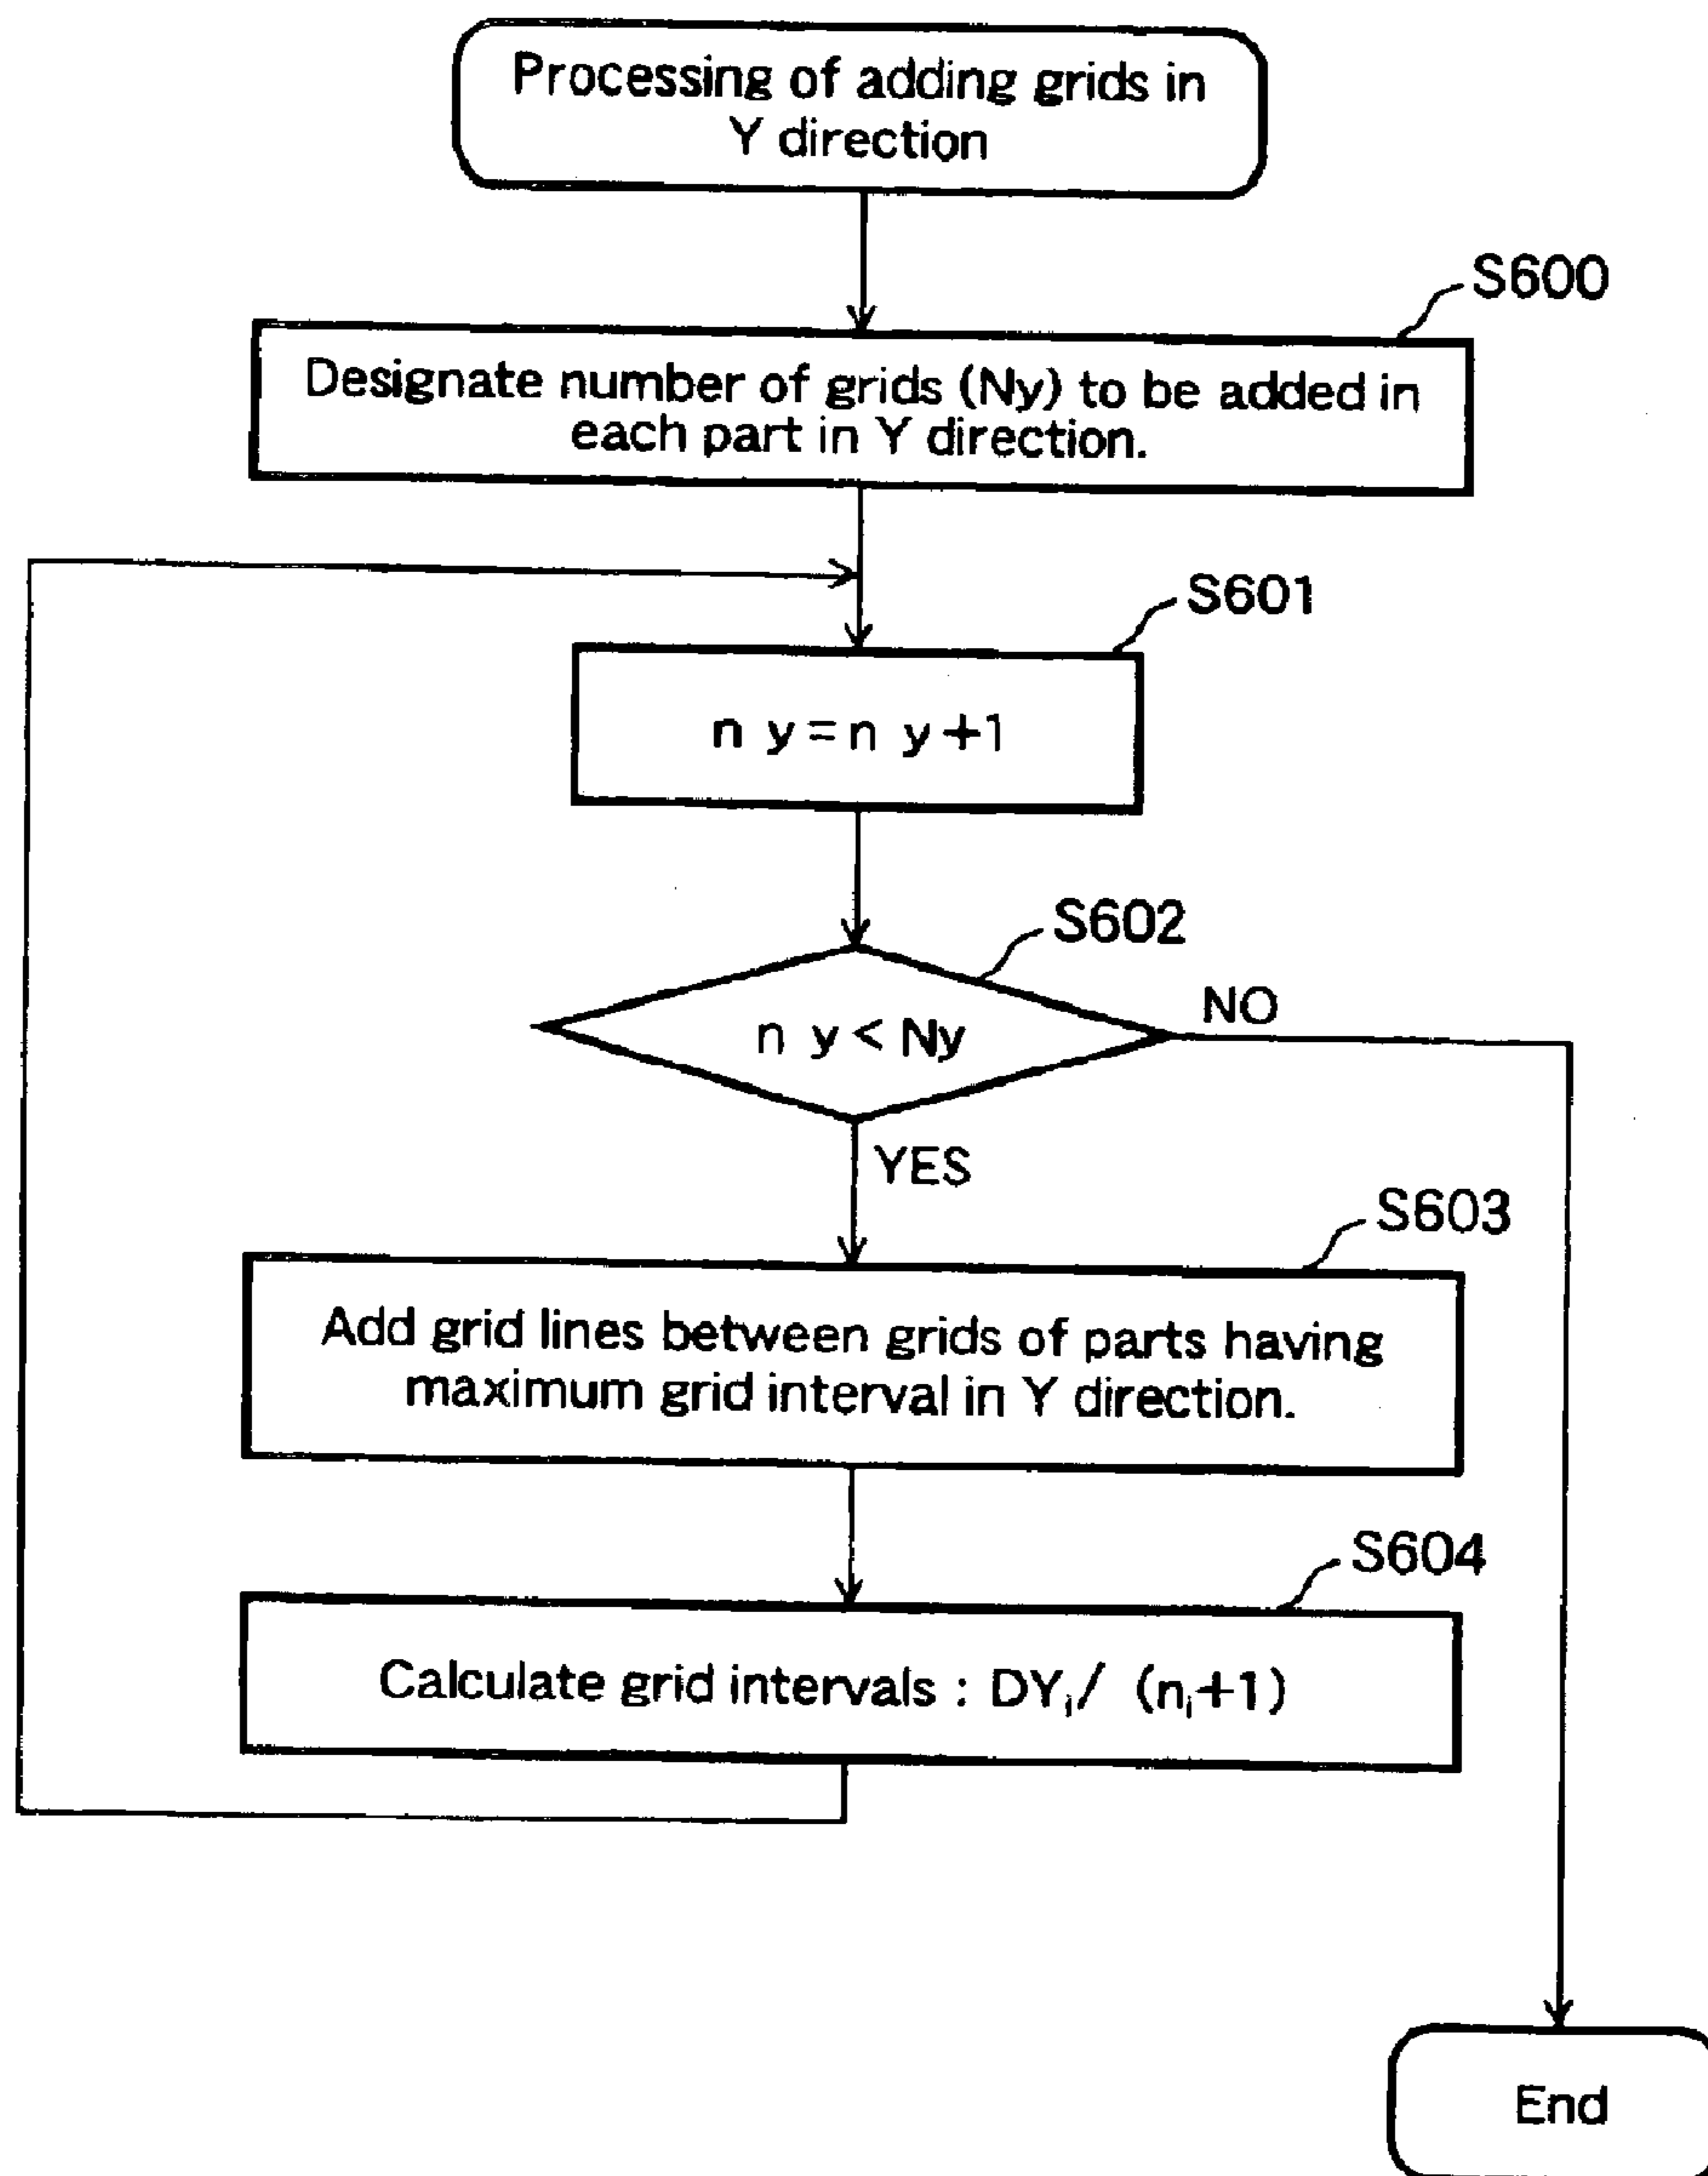 Processing of adding grids in
Y direction
S600
Designate number of grids (Ny) to be added in
each part in Y direction.
S601
n y=n y+1
S602
n y < Ny
NO
YES
S603
Add grid lines between grids of parts having
maximum grid interval in Y direction.
S604
Calculate grid intervals : DYi/ (ni+1)
End